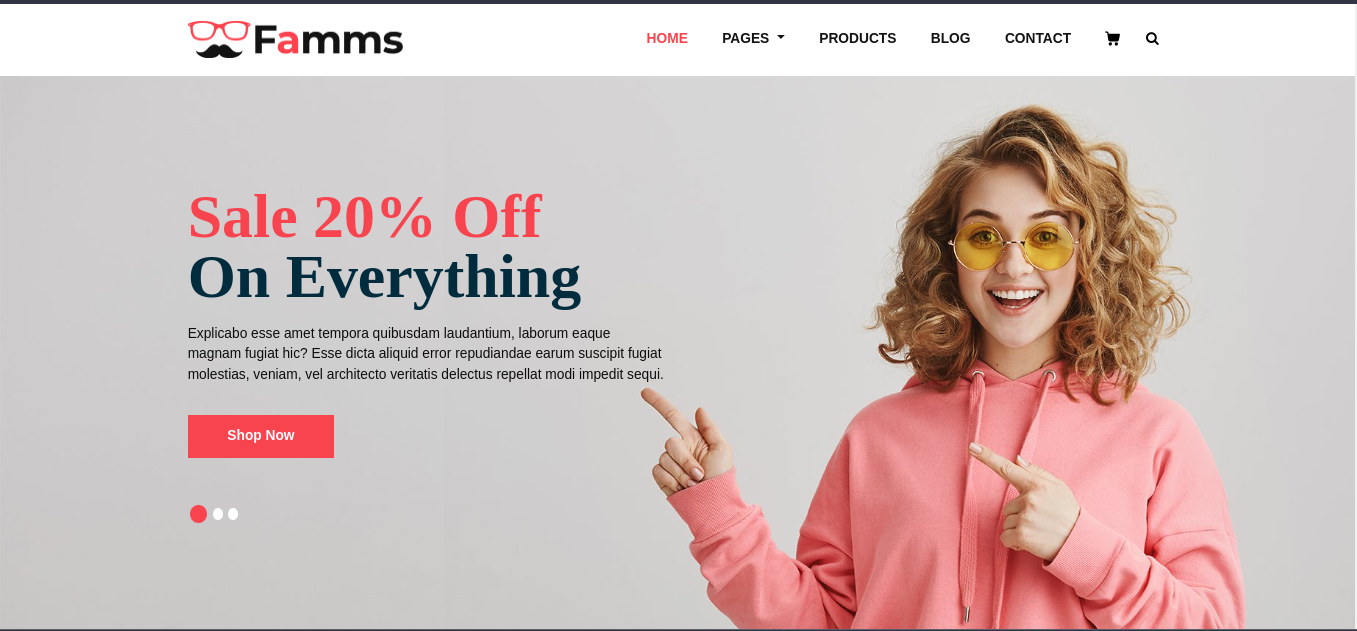 Famms
HOME PAGES PRODUCTS BLOG CONTACT
Sale 20% Off
On Everything
Explicabo esse amet tempora quibusdam laudantium, laborum eaque
magnam fugiat hic? Esse dicta aliquid error repudiandae earum suscipit fugiat
molestias, veniam, vel architecto veritatis delectus repellat modi impedit sequi.
Shop Now